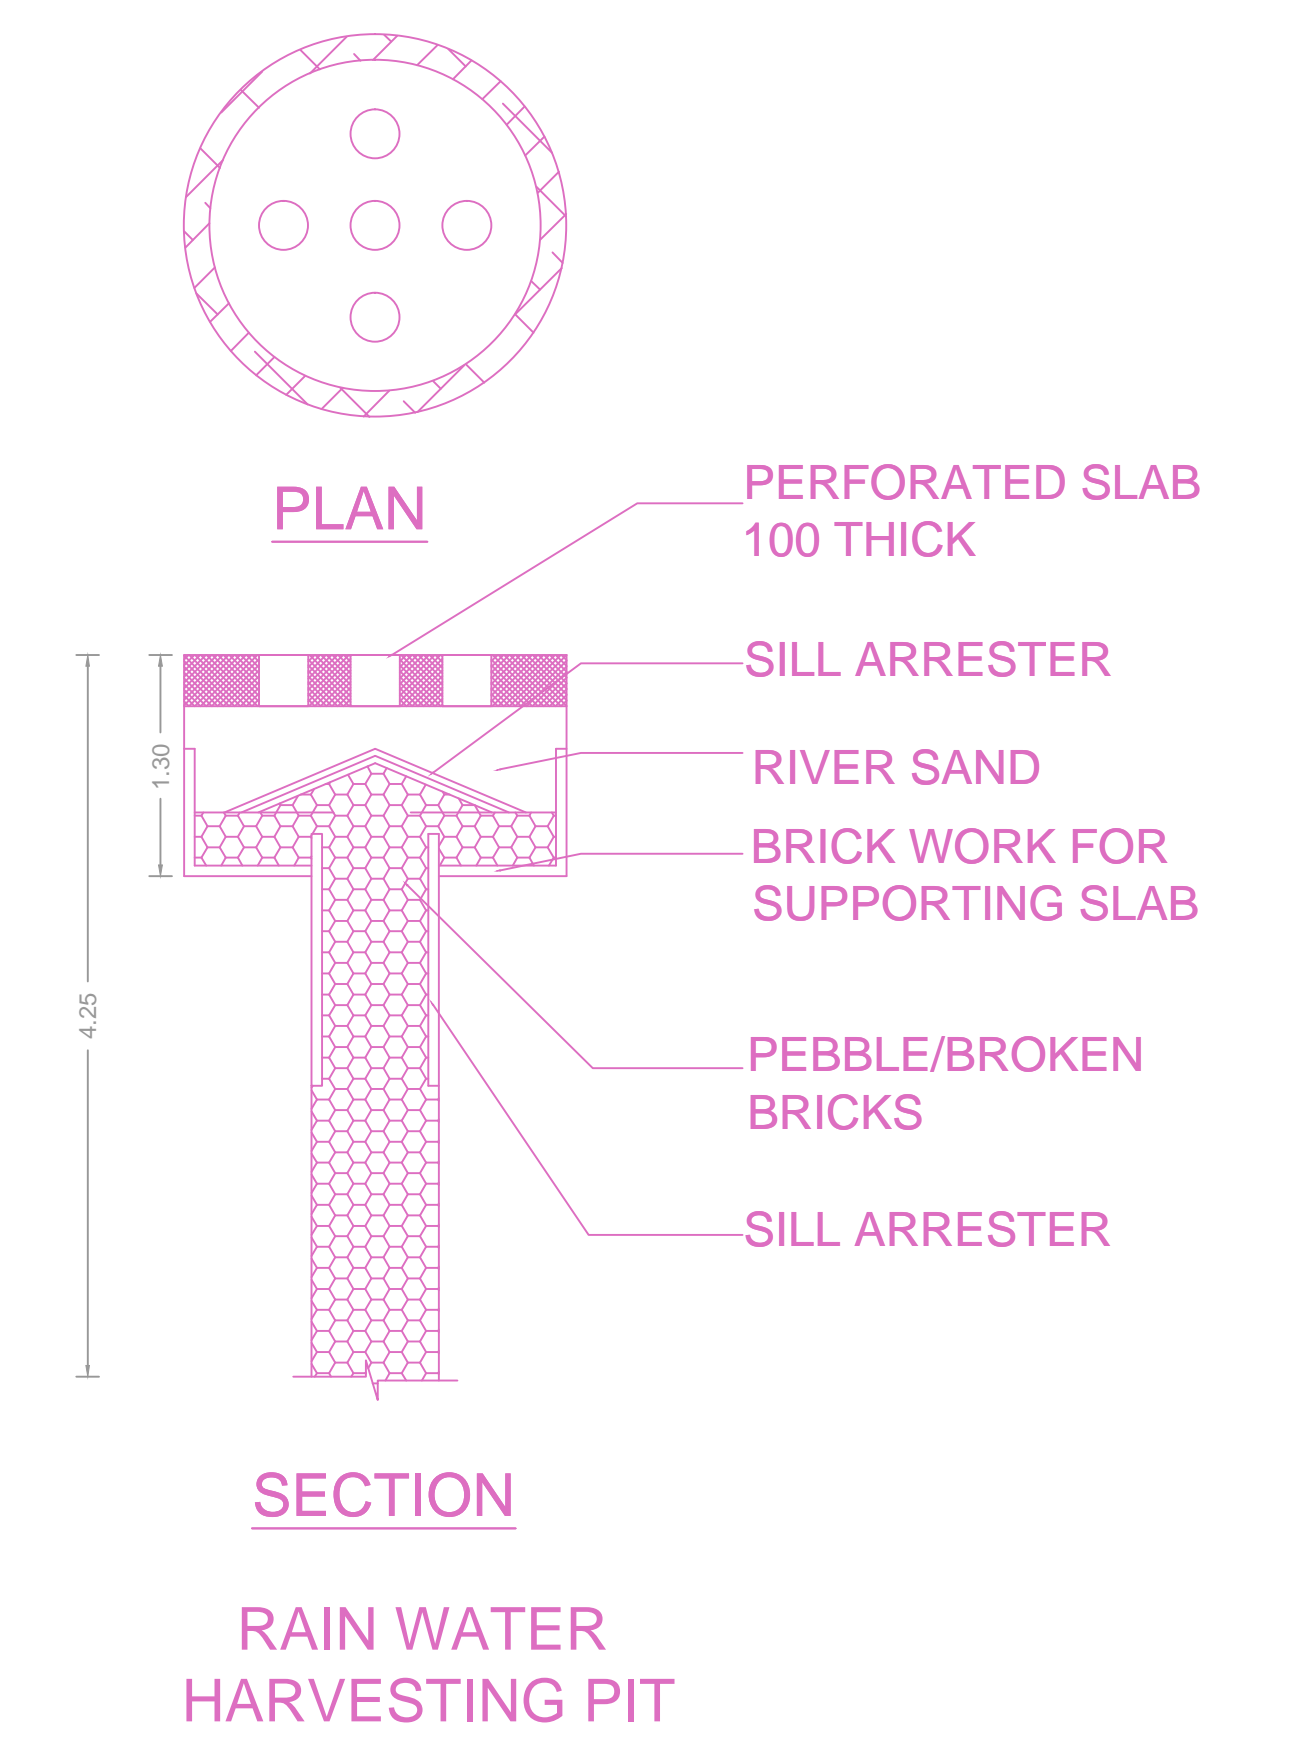 PLAN
PERFORATED SLAB
100 THICK
SILL ARRESTER
RIVER SAND
BRICK WORK FOR
SUPPORTING SLAB
PEBBLE/BROKEN
BRICKS
SILL ARRESTER
1.30
4.25
SECTION
RAIN WATER
HARVESTING PIT